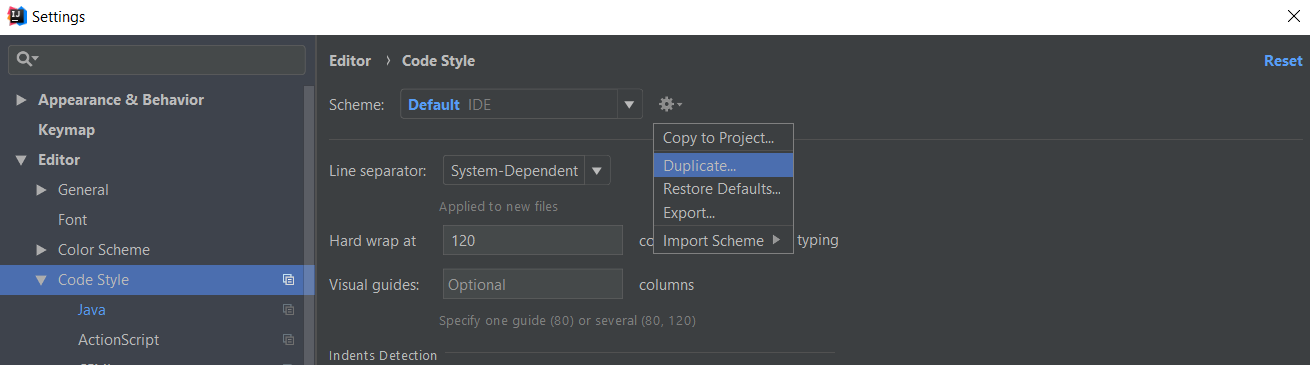 Settings
Appearance & Behavior
Keymap
Editor
General
Font
Color Scheme
Code Style
Java
ActionScript
Editor › Code Style
Reset
Scheme: Default IDE
Copy to Project...
Duplicate...
Restore Defaults...
Export...
Import Scheme
Line separator: System-Dependent
Applied to new files
Hard wrap at 120 typing
Visual guides: Optional columns
Specify one guide (80) or several (80, 120)
Indents Detection